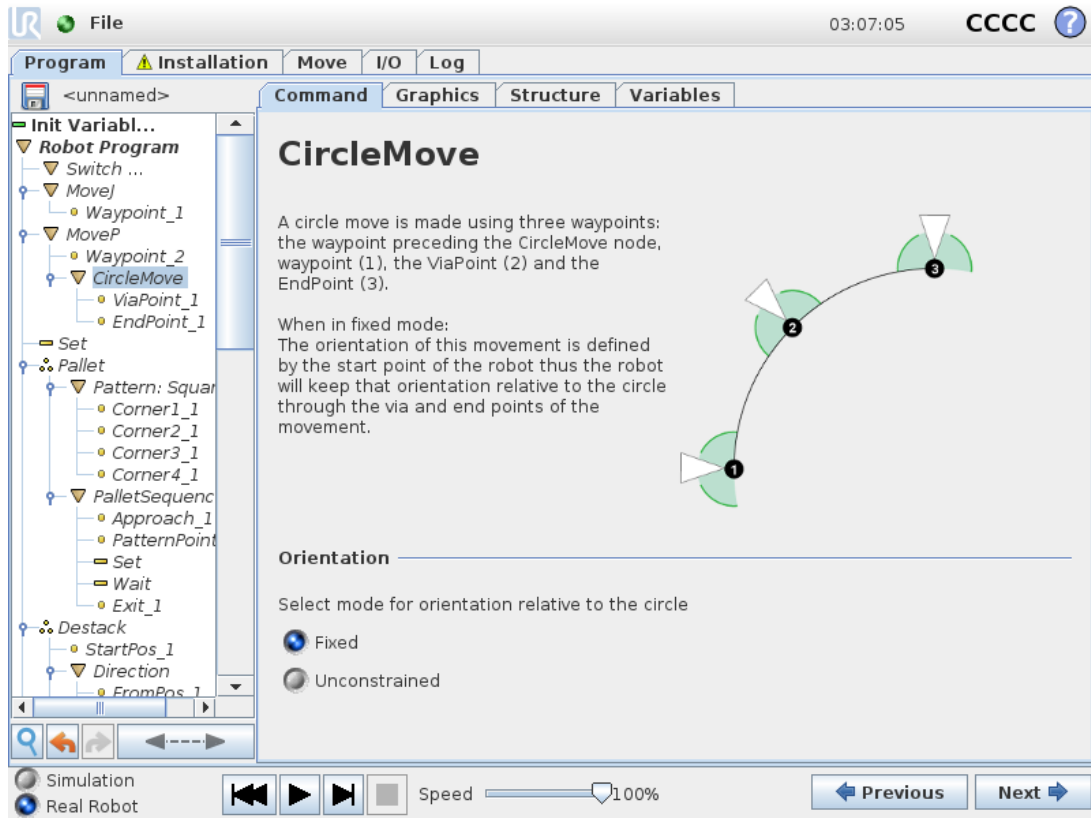 UR File 03:07:05 CCCC ?
Program Installation Move I/O Log
<unnamed> Command Graphics Structure Variables
Init Variabl...
Robot Program
Switch ...
MoveJ
Waypoint_1
MoveP
Waypoint_2
CircleMove
ViaPoint_1
EndPoint_1
Set
Pallet
Pattern: Squar
Corner1_1
Corner2_1
Corner3_1
Corner4_1
PalletSequenc
Approach_1
PatternPoint
Set
Wait
Exit_1
Destack
StartPos_1
Direction
FromPos_1
CircleMove
A circle move is made using three waypoints:
the waypoint preceding the CircleMove node,
waypoint (1), the ViaPoint (2) and the
EndPoint (3).
When in fixed mode:
The orientation of this movement is defined
by the start point of the robot thus the robot
will keep that orientation relative to the circle
through the via and end points of the
movement.
3
2
1
Orientation
Select mode for orientation relative to the circle
Fixed
Unconstrained
Simulation
Real Robot
Speed 100%
Previous Next